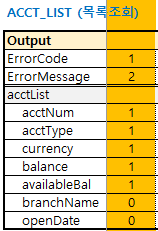 ACCT_LIST (목록조회)
Output
ErrorCode 1
ErrorMessage 2
acctList
acctNum 1
acctType 1
currency 1
balance 1
availableBal 1
branchName 0
openDate 0